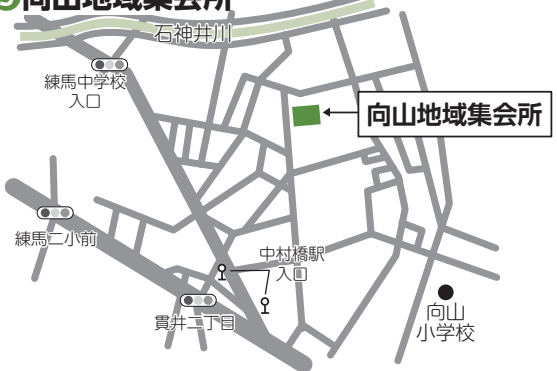 向山地域集会所
石神井川
練馬中学校
入口
向山地域集会所
練馬二小前
中村橋駅
入口
貫井二丁目
向山
小学校